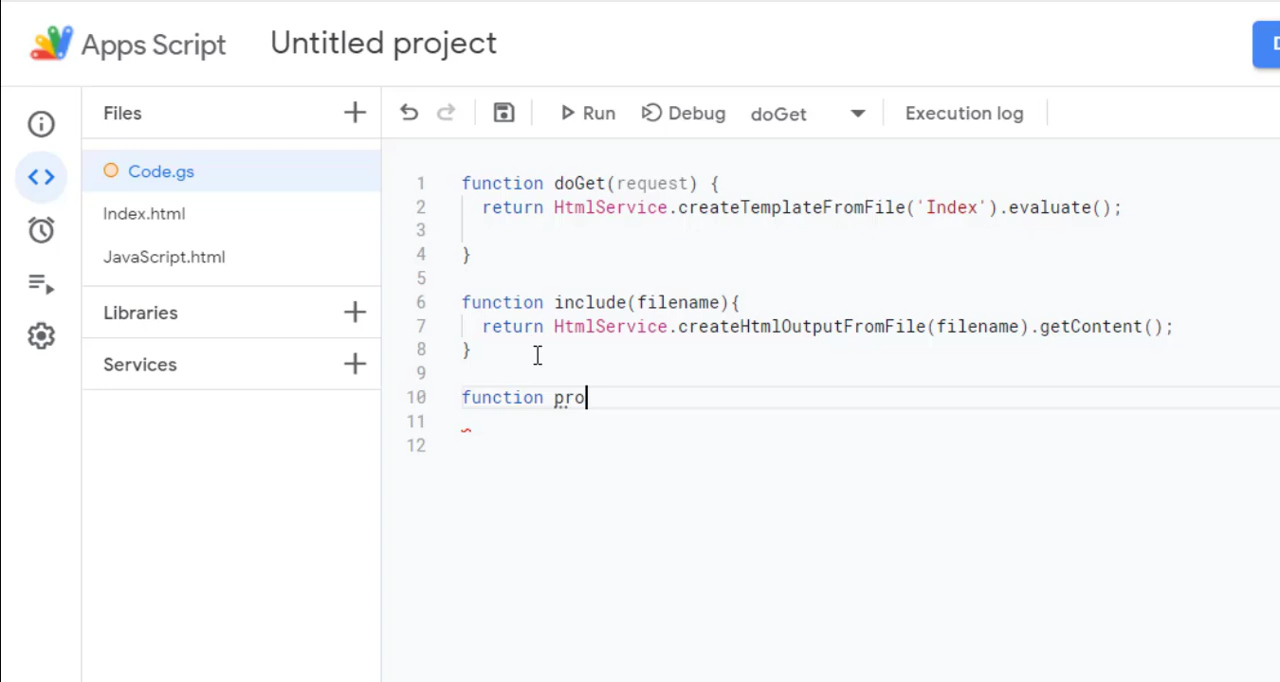 Apps Script Untitled project
Files
Run Debug doGet Execution log
Code.gs
Index.html
JavaScript.html
Libraries
Services
1 function doGet(request) {
2 return HtmlService.createTemplateFromFile('Index').evaluate();
3
4 }
5
6 function include(filename){
7 return HtmlService.createHtmlOutputFromFile(filename).getContent();
8 }
9
10 function pro
11
12